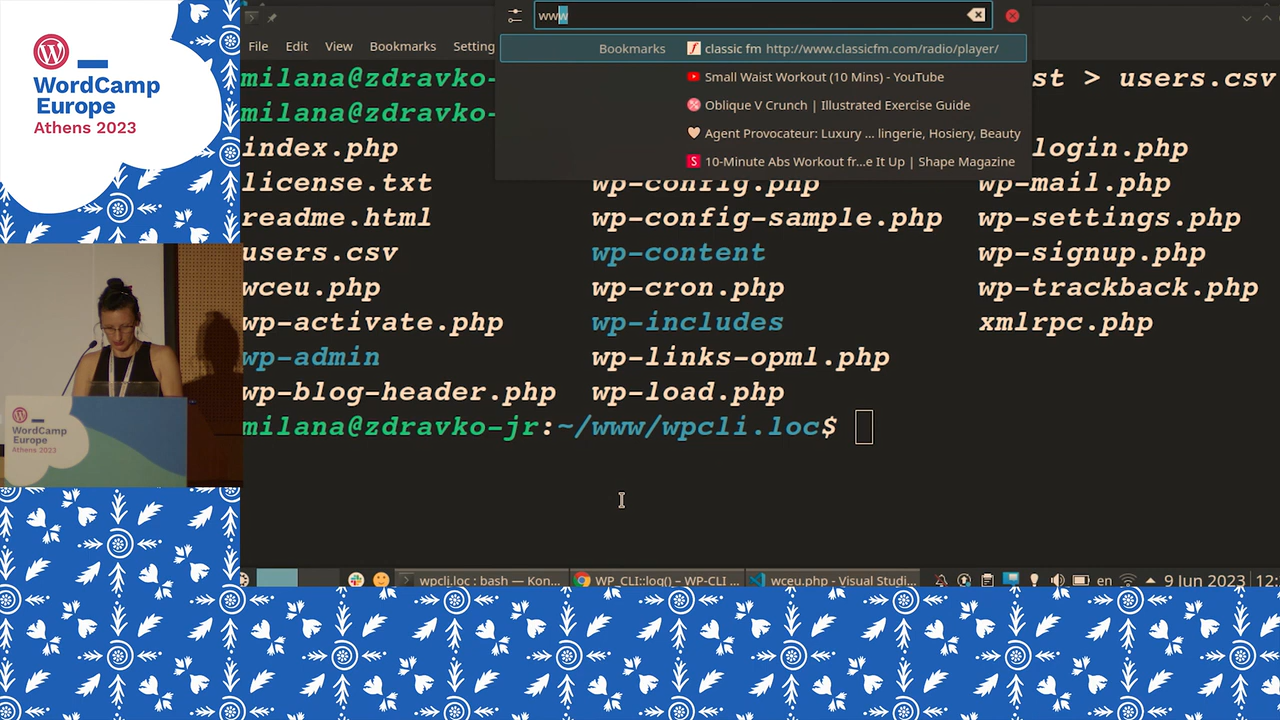 WordCamp
Europe
Athens 2023
WordCamp
Europe
Athens 2023
www
File Edit View Bookmarks Setting
Bookmarks classic fm http://www.classicfm.com/radio/player/
Small Waist Workout (10 Mins) - YouTube
Oblique V Crunch | Illustrated Exercise Guide
Agent Provocateur: Luxury ... lingerie, Hosiery, Beauty
10-Minute Abs Workout fr...e It Up | Shape Magazine
milana@zdravko- st > users.csv
milana@zdravko-
index.php login.php
license.txt wp-config.php wp-mail.php
readme.html wp-config-sample.php wp-settings.php
users.csv wp-content wp-signup.php
wceu.php wp-cron.php wp-trackback.php
wp-activate.php wp-includes xmlrpc.php
wp-admin wp-links-opml.php
wp-blog-header.php wp-load.php
milana@zdravko-jr:~/www/wpcli.loc$
wpcli.loc : bash — Kon... WP_CLI::log() – WP-CLI ... wceu.php - Visual Studi... en 9 Jun 2023 12: